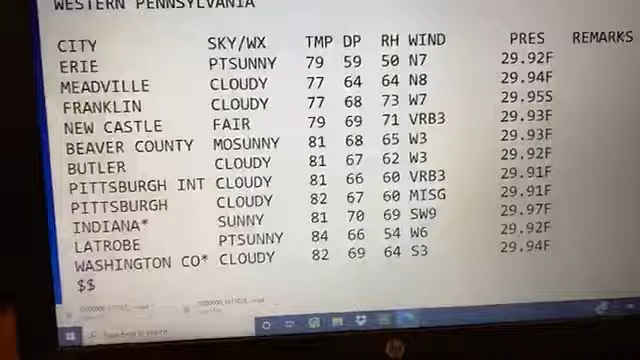 WESTERN PENNSYLVANIA
CITY SKY/WX TMP DP RH WIND PRES REMARKS
ERIE PTSUNNY 79 59 50 N7 29.92F
MEADVILLE CLOUDY 77 64 64 N8 29.94F
FRANKLIN CLOUDY 77 68 73 W7 29.95S
NEW CASTLE FAIR 79 69 71 VRB3 29.93F
BEAVER COUNTY MOSUNNY 81 68 65 W3 29.93F
BUTLER CLOUDY 81 67 62 W3 29.92F
PITTSBURGH INT CLOUDY 81 66 60 VRB3 29.91F
PITTSBURGH CLOUDY 82 67 60 MISG 29.91F
INDIANA* SUNNY 81 70 69 SW9 29.97F
LATROBE PTSUNNY 84 66 54 W6 29.92F
WASHINGTON CO* CLOUDY 82 69 64 S3 29.94F
$$
Type here to search
hp